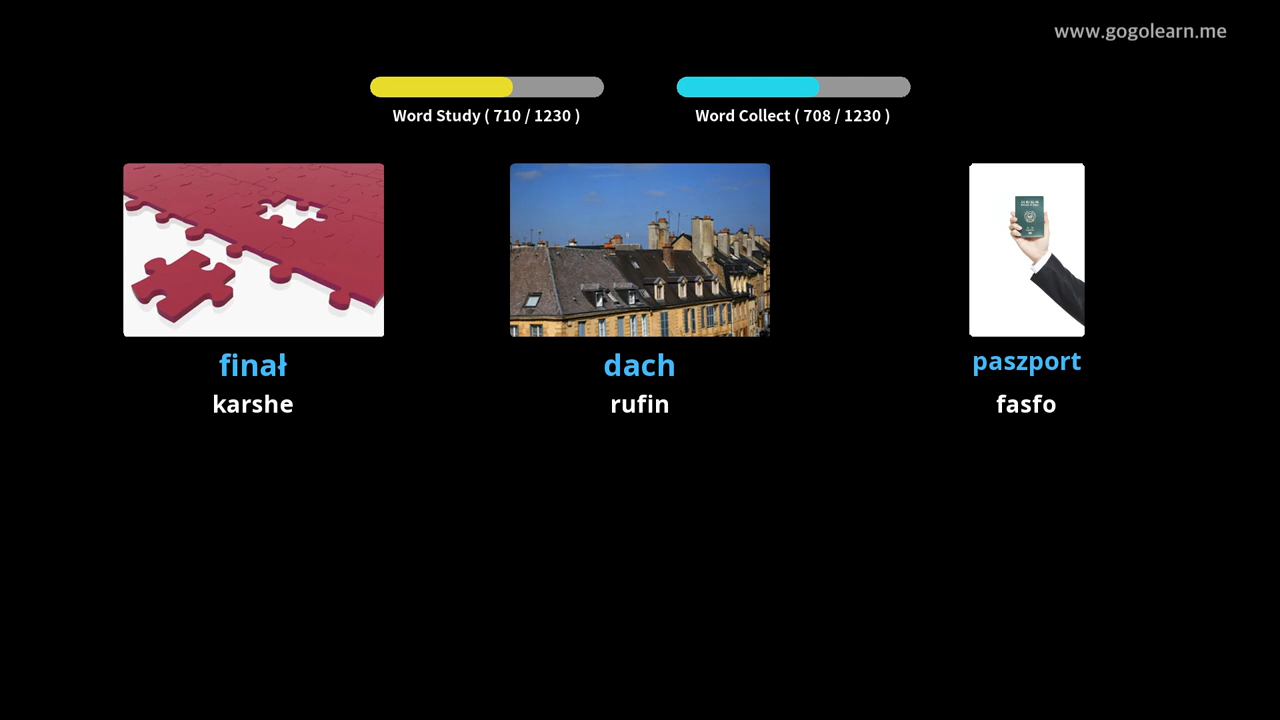 www.gogolearn.me
Word Study ( 710 / 1230 )
Word Collect ( 708 / 1230 )
finał
karshe
dach
rufin
paszport
fasfo